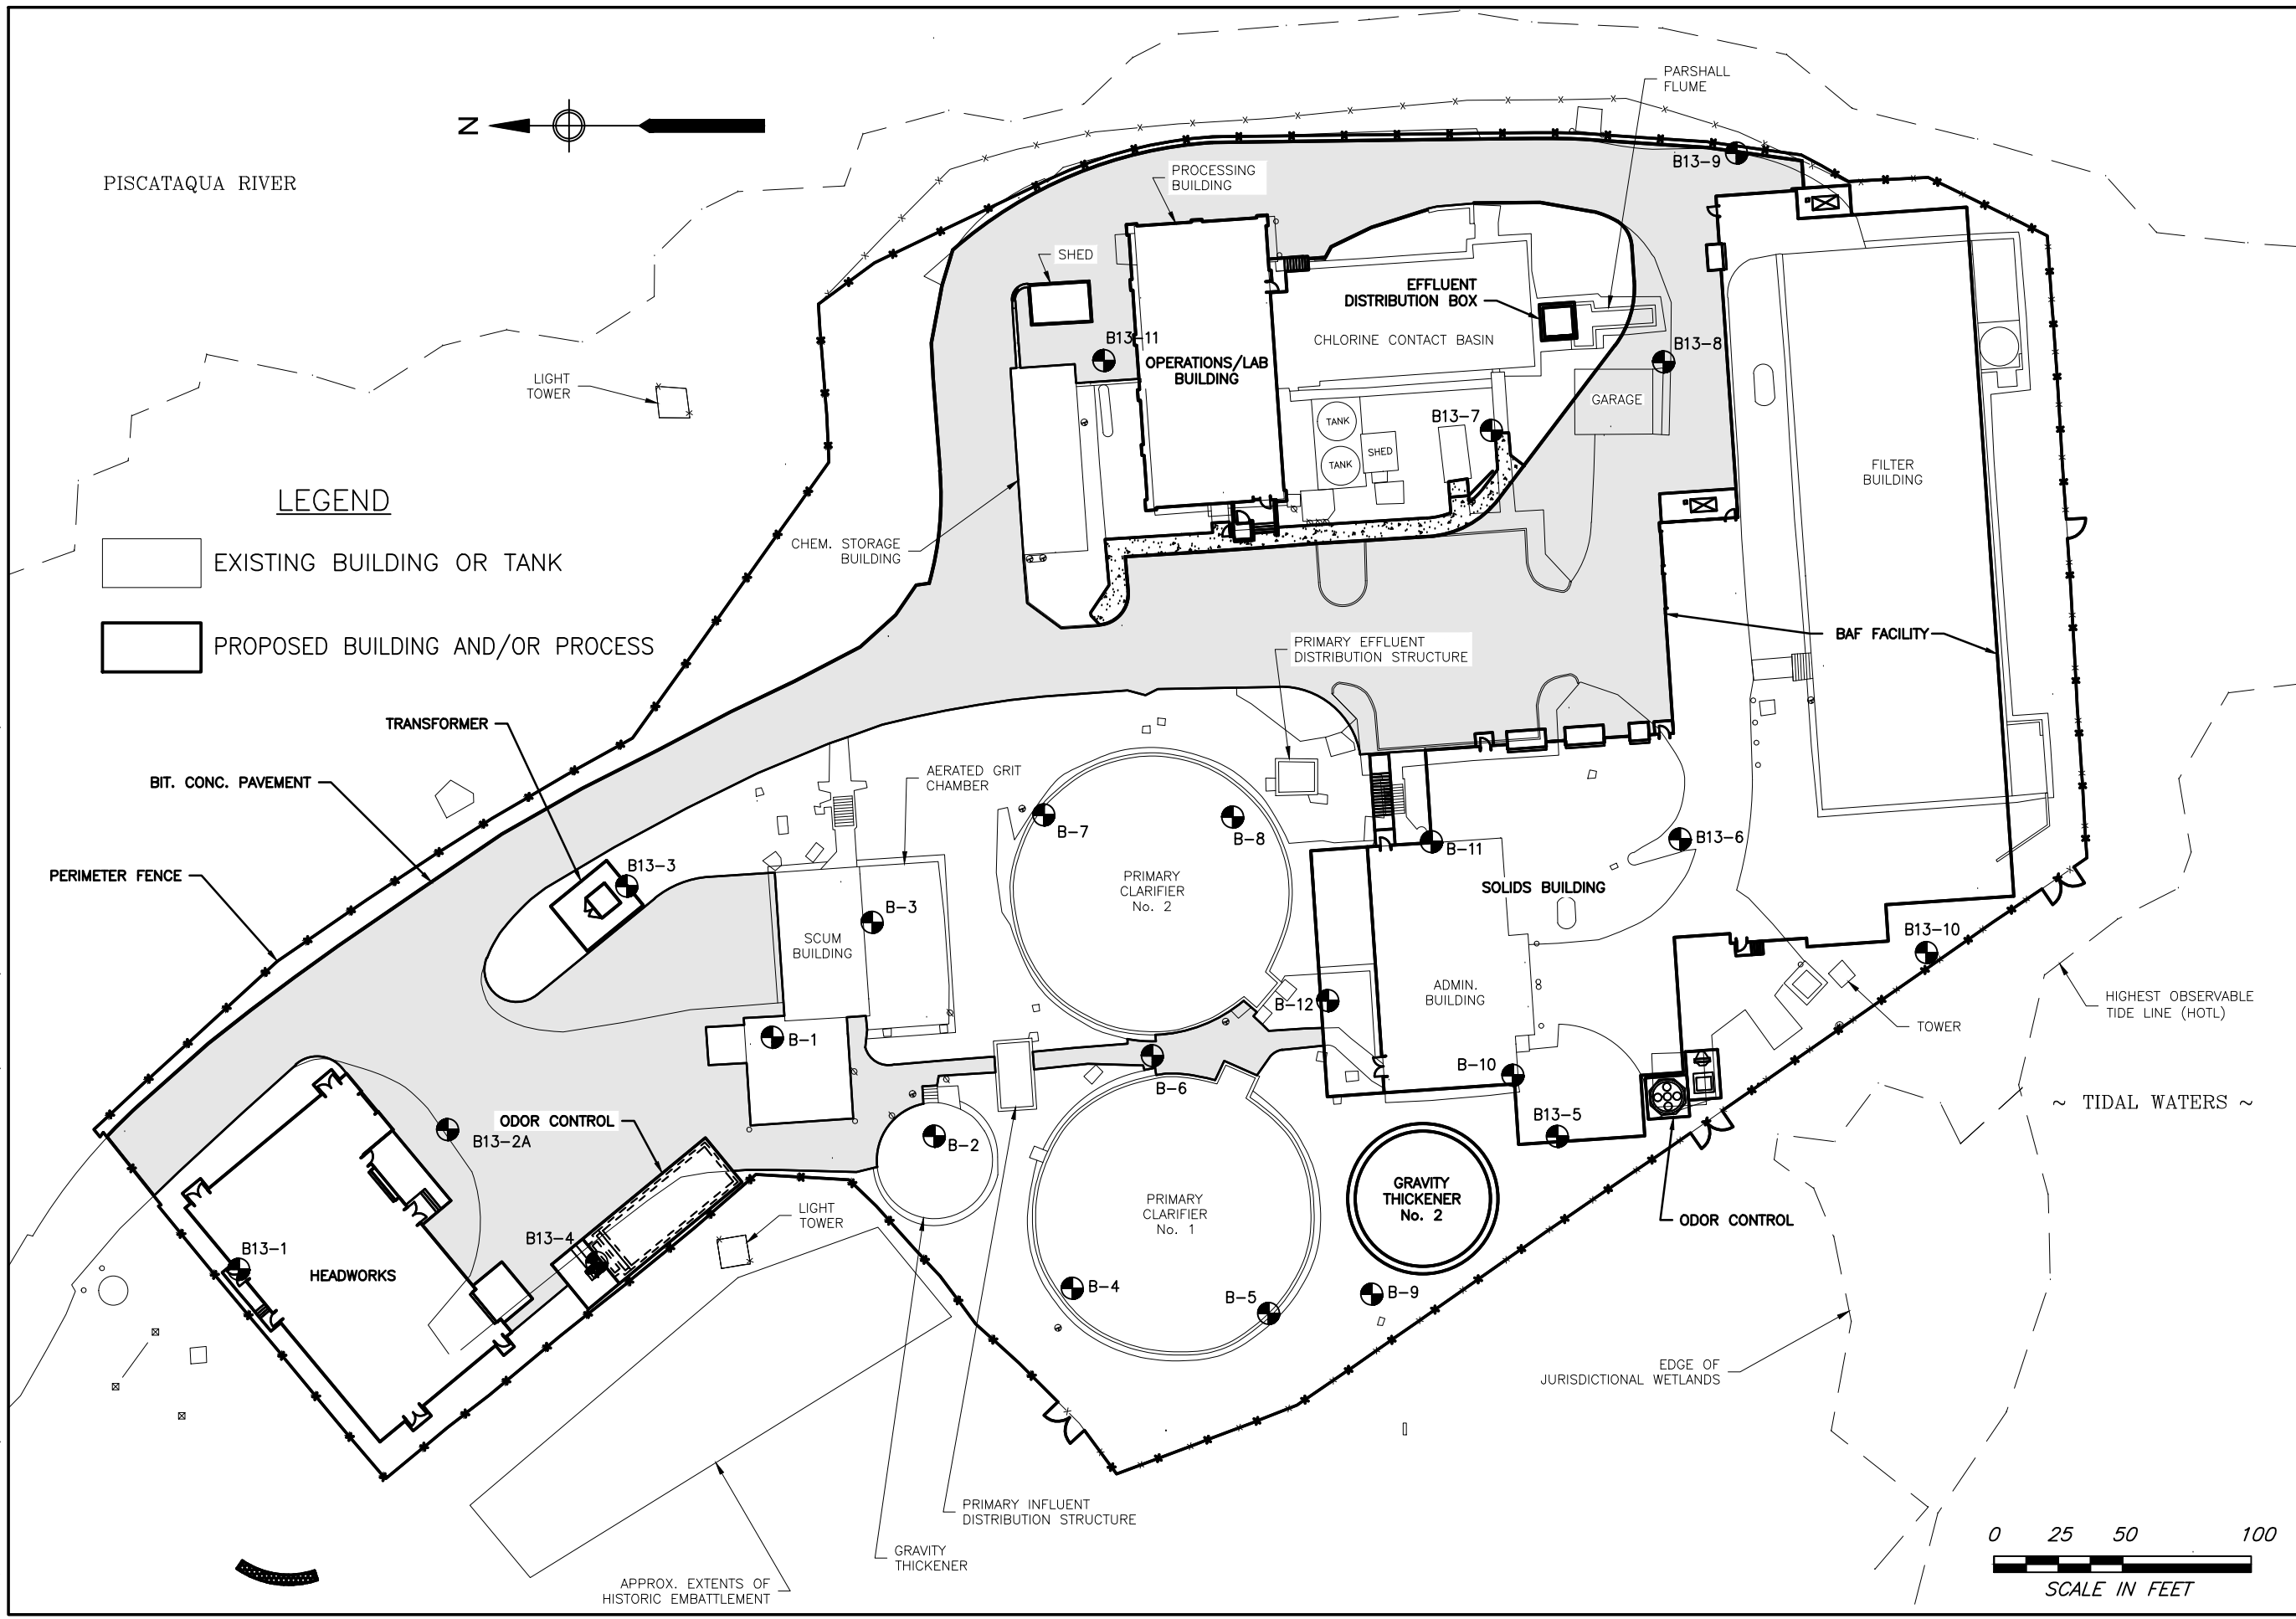 PARSHALL
FLUME
N
PISCATAQUA RIVER
B13-9
PROCESSING
BUILDING
SHED
EFFLUENT
DISTRIBUTION BOX
CHLORINE CONTACT BASIN
B13-11
B13-8
OPERATIONS/LAB
BUILDING
LIGHT
TOWER
GARAGE
TANK
B13-7
SHED
TANK
FILTER
BUILDING
LEGEND
EXISTING BUILDING OR TANK
CHEM. STORAGE
BUILDING
PROPOSED BUILDING AND/OR PROCESS
PRIMARY EFFLUENT
DISTRIBUTION STRUCTURE
BAF FACILITY
TRANSFORMER
BIT. CONC. PAVEMENT
AERATED GRIT
CHAMBER
B-7
B-8
B-11
B13-6
PERIMETER FENCE
B13-3
PRIMARY
CLARIFIER
No. 2
SOLIDS BUILDING
B-3
SCUM
BUILDING
B13-10
ADMIN.
BUILDING
B-12
HIGHEST OBSERVABLE
TIDE LINE (HOTL)
TOWER
B-1
B-6
B-10
~ TIDAL WATERS ~
ODOR CONTROL
B13-2A
B-2
B13-5
GRAVITY
THICKENER
No. 2
PRIMARY
CLARIFIER
No. 1
LIGHT
TOWER
ODOR CONTROL
B13-4
B13-1
HEADWORKS
B-4
B-5
B-9
EDGE OF
JURISDICTIONAL WETLANDS
PRIMARY INFLUENT
DISTRIBUTION STRUCTURE
GRAVITY
THICKENER
APPROX. EXTENTS OF
HISTORIC EMBATTLEMENT
0 25 50 100
SCALE IN FEET